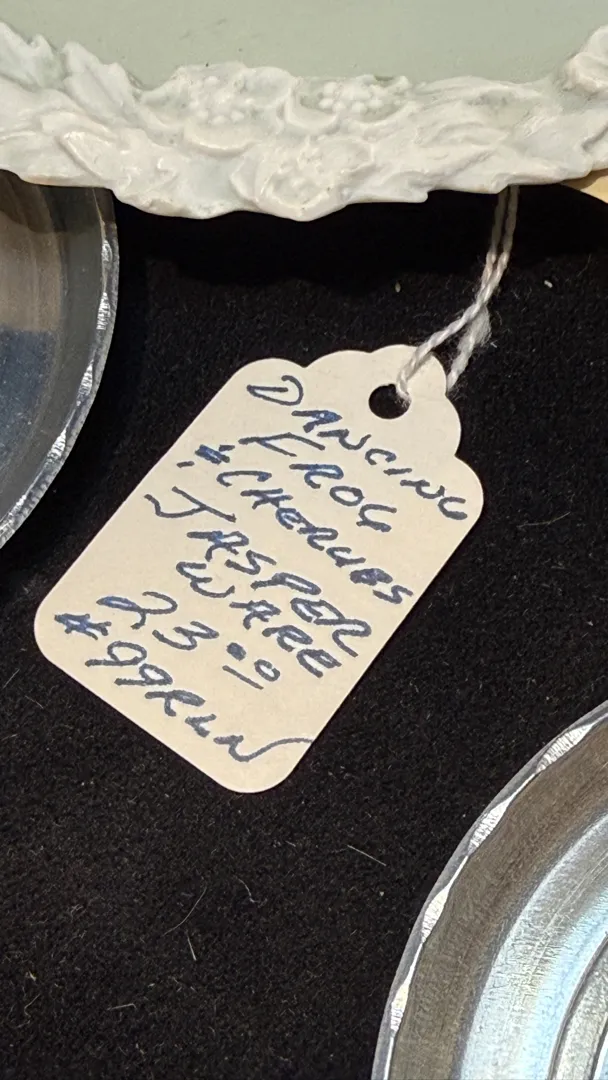 DANCING
FROG
& CHERUBS
JASPER
WARE
23.00
#99RLN